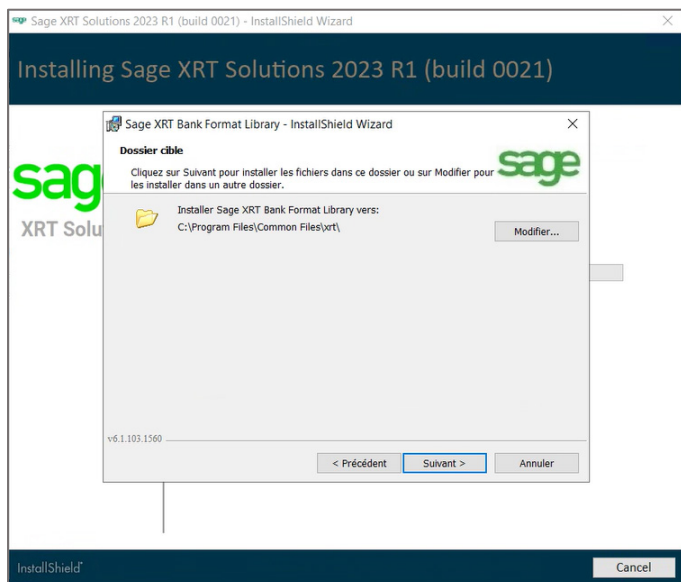 Sage XRT Solutions 2023 R1 (build 0021) - InstallShield Wizard
Installing Sage XRT Solutions 2023 R1 (build 0021)
sag
XRT Solu
Sage XRT Bank Format Library - InstallShield Wizard
Dossier cible
Cliquez sur Suivant pour installer les fichiers dans ce dossier ou sur Modifier pour
les installer dans un autre dossier.
sage
Installer Sage XRT Bank Format Library vers:
C:\Program Files\Common Files\xrt\
Modifier...
v6.1.103.1560
< Précédent
Suivant >
Annuler
InstallShield
Cancel